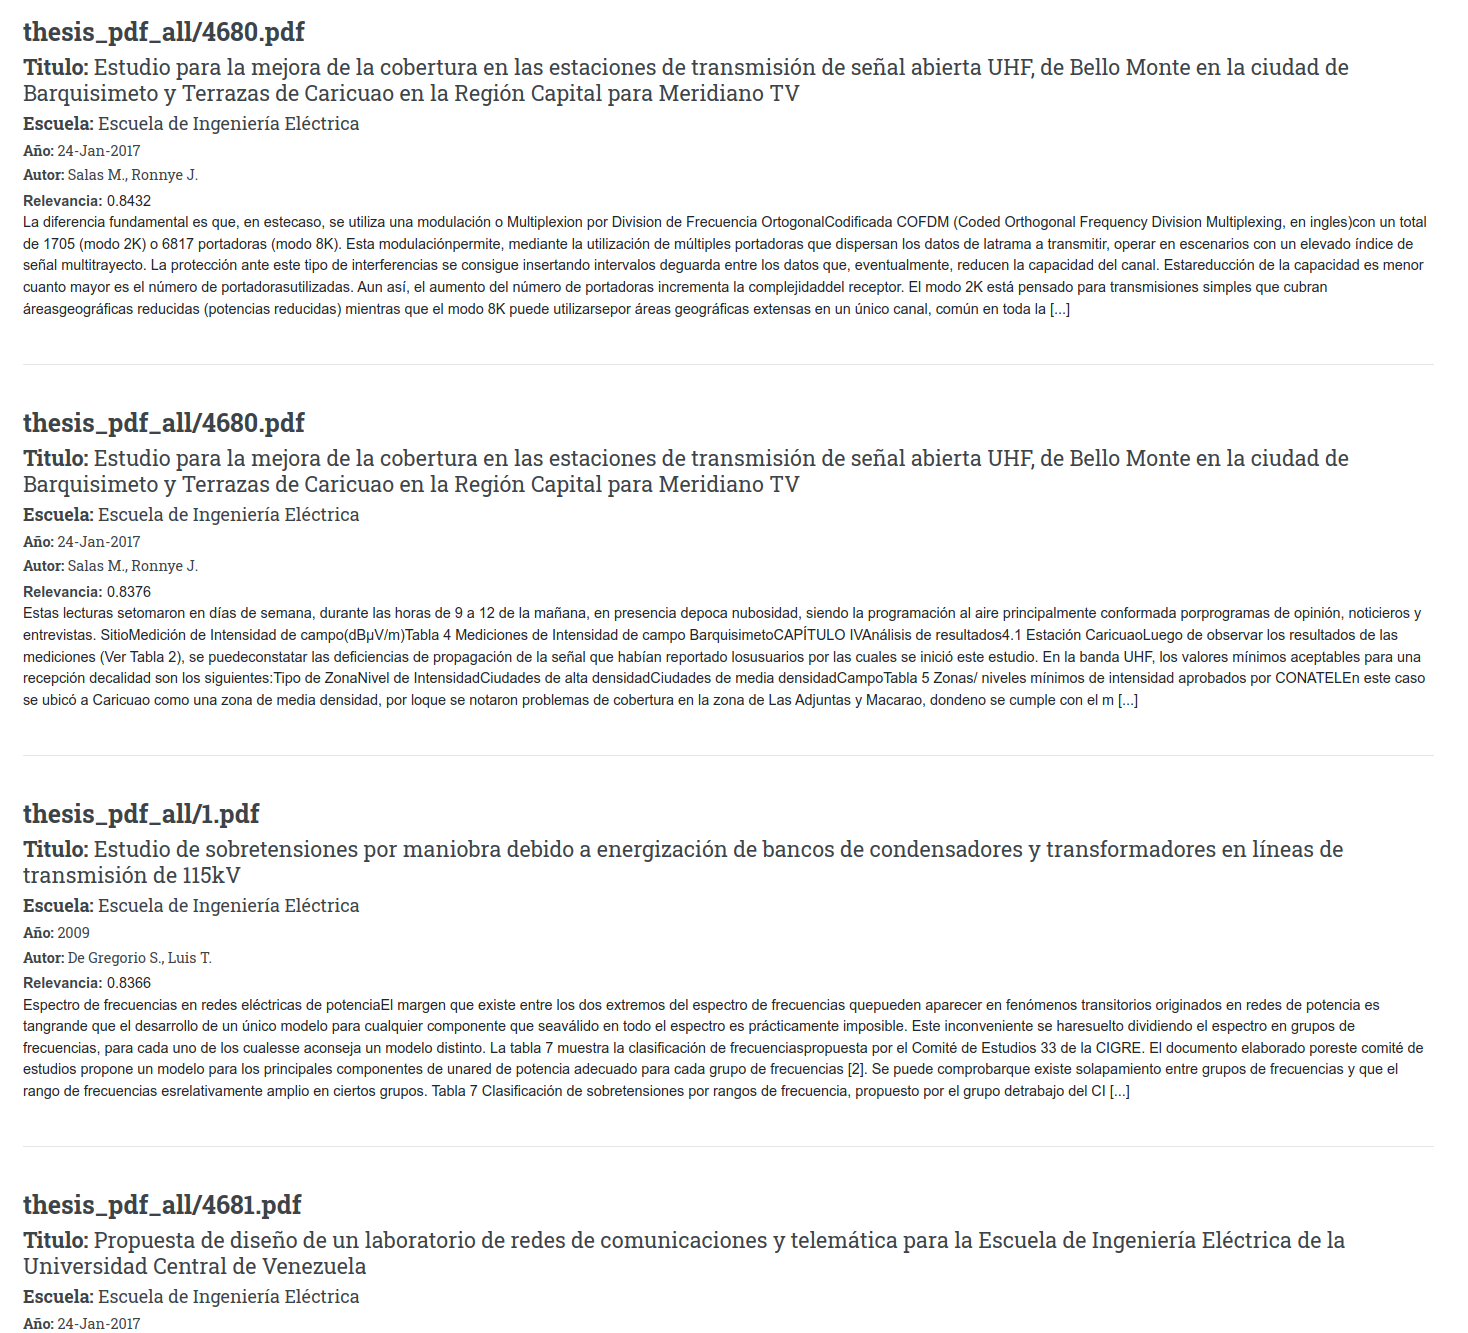 thesis_pdf_all/4680.pdf
Titulo: Estudio para la mejora de la cobertura en las estaciones de transmisión de señal abierta UHF, de Bello Monte en la ciudad de
Barquisimeto y Terrazas de Caricuao en la Región Capital para Meridiano TV
Escuela: Escuela de Ingeniería Eléctrica
Año: 24-Jan-2017
Autor: Salas M., Ronnye J.
Relevancia: 0.8432
La diferencia fundamental es que, en estecaso, se utiliza una modulación o Multiplexion por Division de Frecuencia OrtogonalCodificada COFDM (Coded Orthogonal Frequency Division Multiplexing, en ingles)con un total
de 1705 (modo 2K) o 6817 portadoras (modo 8K). Esta modulaciónpermite, mediante la utilización de múltiples portadoras que dispersan los datos de latrama a transmitir, operar en escenarios con un elevado índice de
señal multitrayecto. La protección ante este tipo de interferencias se consigue insertando intervalos deguarda entre los datos que, eventualmente, reducen la capacidad del canal. Estareducción de la capacidad es menor
cuanto mayor es el número de portadorasutilizadas. Aun así, el aumento del número de portadoras incrementa la complejidaddel receptor. El modo 2K está pensado para transmisiones simples que cubran
áreasgeográficas reducidas (potencias reducidas) mientras que el modo 8K puede utilizarsepor áreas geográficas extensas en un único canal, común en toda la [...]
thesis_pdf_all/4680.pdf
Titulo: Estudio para la mejora de la cobertura en las estaciones de transmisión de señal abierta UHF, de Bello Monte en la ciudad de
Barquisimeto y Terrazas de Caricuao en la Región Capital para Meridiano TV
Escuela: Escuela de Ingeniería Eléctrica
Año: 24-Jan-2017
Autor: Salas M., Ronnye J.
Relevancia: 0.8376
Estas lecturas setomaron en días de semana, durante las horas de 9 a 12 de la mañana, en presencia depoca nubosidad, siendo la programación al aire principalmente conformada porprogramas de opinión, noticieros y
entrevistas. SitioMedición de Intensidad de campo(dBµV/m)Tabla 4 Mediciones de Intensidad de campo BarquisimetoCAPÍTULO IVAnálisis de resultados4.1 Estación CaricuaoLuego de observar los resultados de las
mediciones (Ver Tabla 2), se puedeconstatar las deficiencias de propagación de la señal que habían reportado losusuarios por las cuales se inició este estudio. En la banda UHF, los valores mínimos aceptables para una
recepción decalidad son los siguientes:Tipo de ZonaNivel de IntensidadCiudades de alta densidadCiudades de media densidadCampoTabla 5 Zonas/ niveles mínimos de intensidad aprobados por CONATELEn este caso
se ubicó a Caricuao como una zona de media densidad, por loque se notaron problemas de cobertura en la zona de Las Adjuntas y Macarao, dondeno se cumple con el m [...]
thesis_pdf_all/1.pdf
Titulo: Estudio de sobretensiones por maniobra debido a energización de bancos de condensadores y transformadores en líneas de
transmisión de 115kV
Escuela: Escuela de Ingeniería Eléctrica
Año: 2009
Autor: De Gregorio S., Luis T.
Relevancia: 0.8366
Espectro de frecuencias en redes eléctricas de potenciaEl margen que existe entre los dos extremos del espectro de frecuencias quepueden aparecer en fenómenos transitorios originados en redes de potencia es
tangrande que el desarrollo de un único modelo para cualquier componente que seaválido en todo el espectro es prácticamente imposible. Este inconveniente se haresuelto dividiendo el espectro en grupos de
frecuencias, para cada uno de los cualesse aconseja un modelo distinto. La tabla 7 muestra la clasificación de frecuenciaspropuesta por el Comité de Estudios 33 de la CIGRE. El documento elaborado poreste comité de
estudios propone un modelo para los principales componentes de unared de potencia adecuado para cada grupo de frecuencias [2]. Se puede comprobarque existe solapamiento entre grupos de frecuencias y que el
rango de frecuencias esrelativamente amplio en ciertos grupos. Tabla 7 Clasificación de sobretensiones por rangos de frecuencia, propuesto por el grupo detrabajo del CI [...]
thesis_pdf_all/4681.pdf
Titulo: Propuesta de diseño de un laboratorio de redes de comunicaciones y telemática para la Escuela de Ingeniería Eléctrica de la
Universidad Central de Venezuela
Escuela: Escuela de Ingeniería Eléctrica
Año: 24-Jan-2017